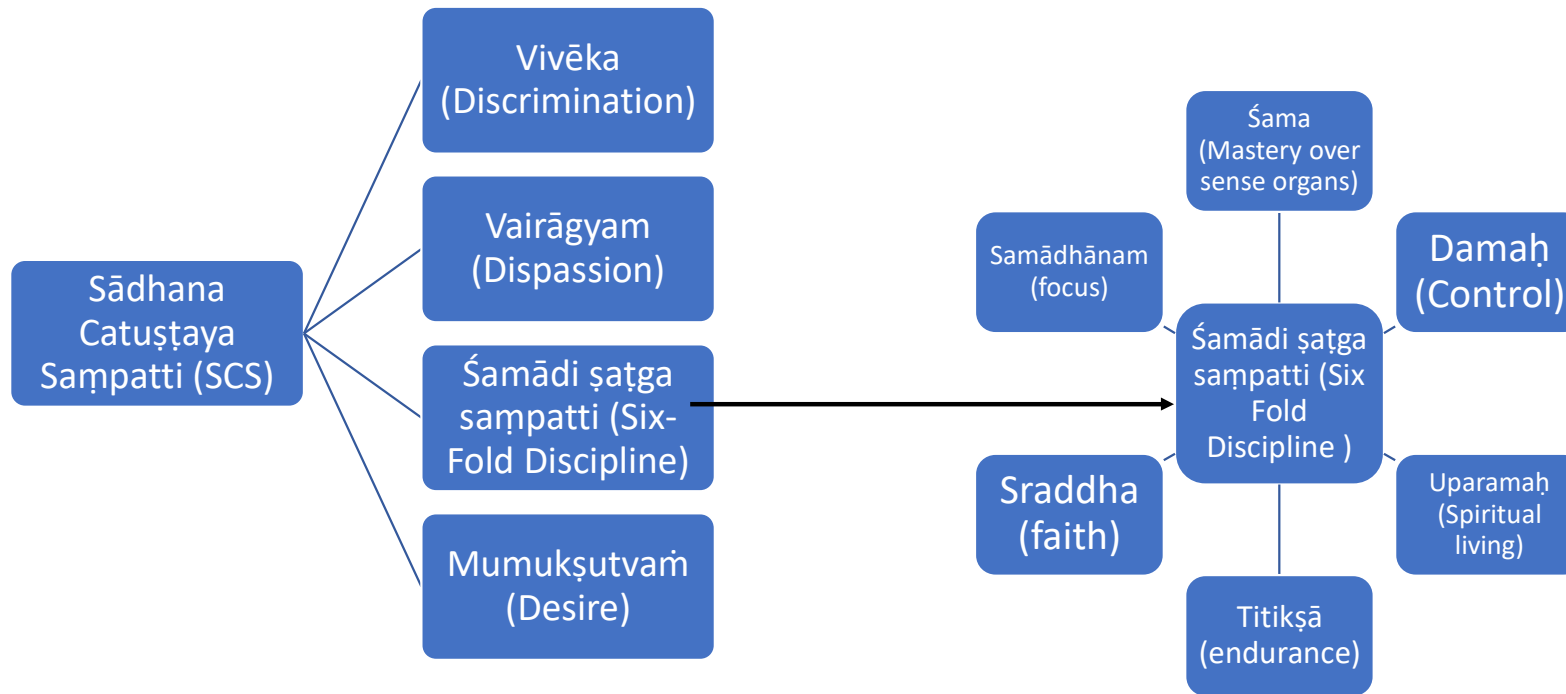 Sādhana
Catuṣṭaya
Saṃpatti (SCS)
Vivēka
(Discrimination)
Vairāgyam
(Dispassion)
Śamādi ṣaṭga
saṃpatti (Six-
Fold Discipline)
Mumukṣutvaṁ
(Desire)
Śama
(Mastery over
sense organs)
Damaḥ
(Control)
Uparamaḥ
(Spiritual
living)
Titikṣā
(endurance)
Sraddha
(faith)
Samādhānam
(focus)
Śamādi ṣaṭga
saṃpatti (Six
Fold
Discipline )